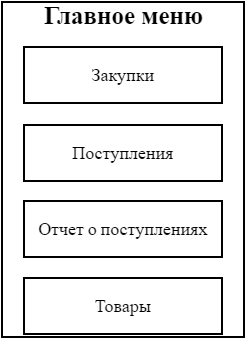 Главное меню
Закупки
Поступления
Отчет о поступлениях
Товары